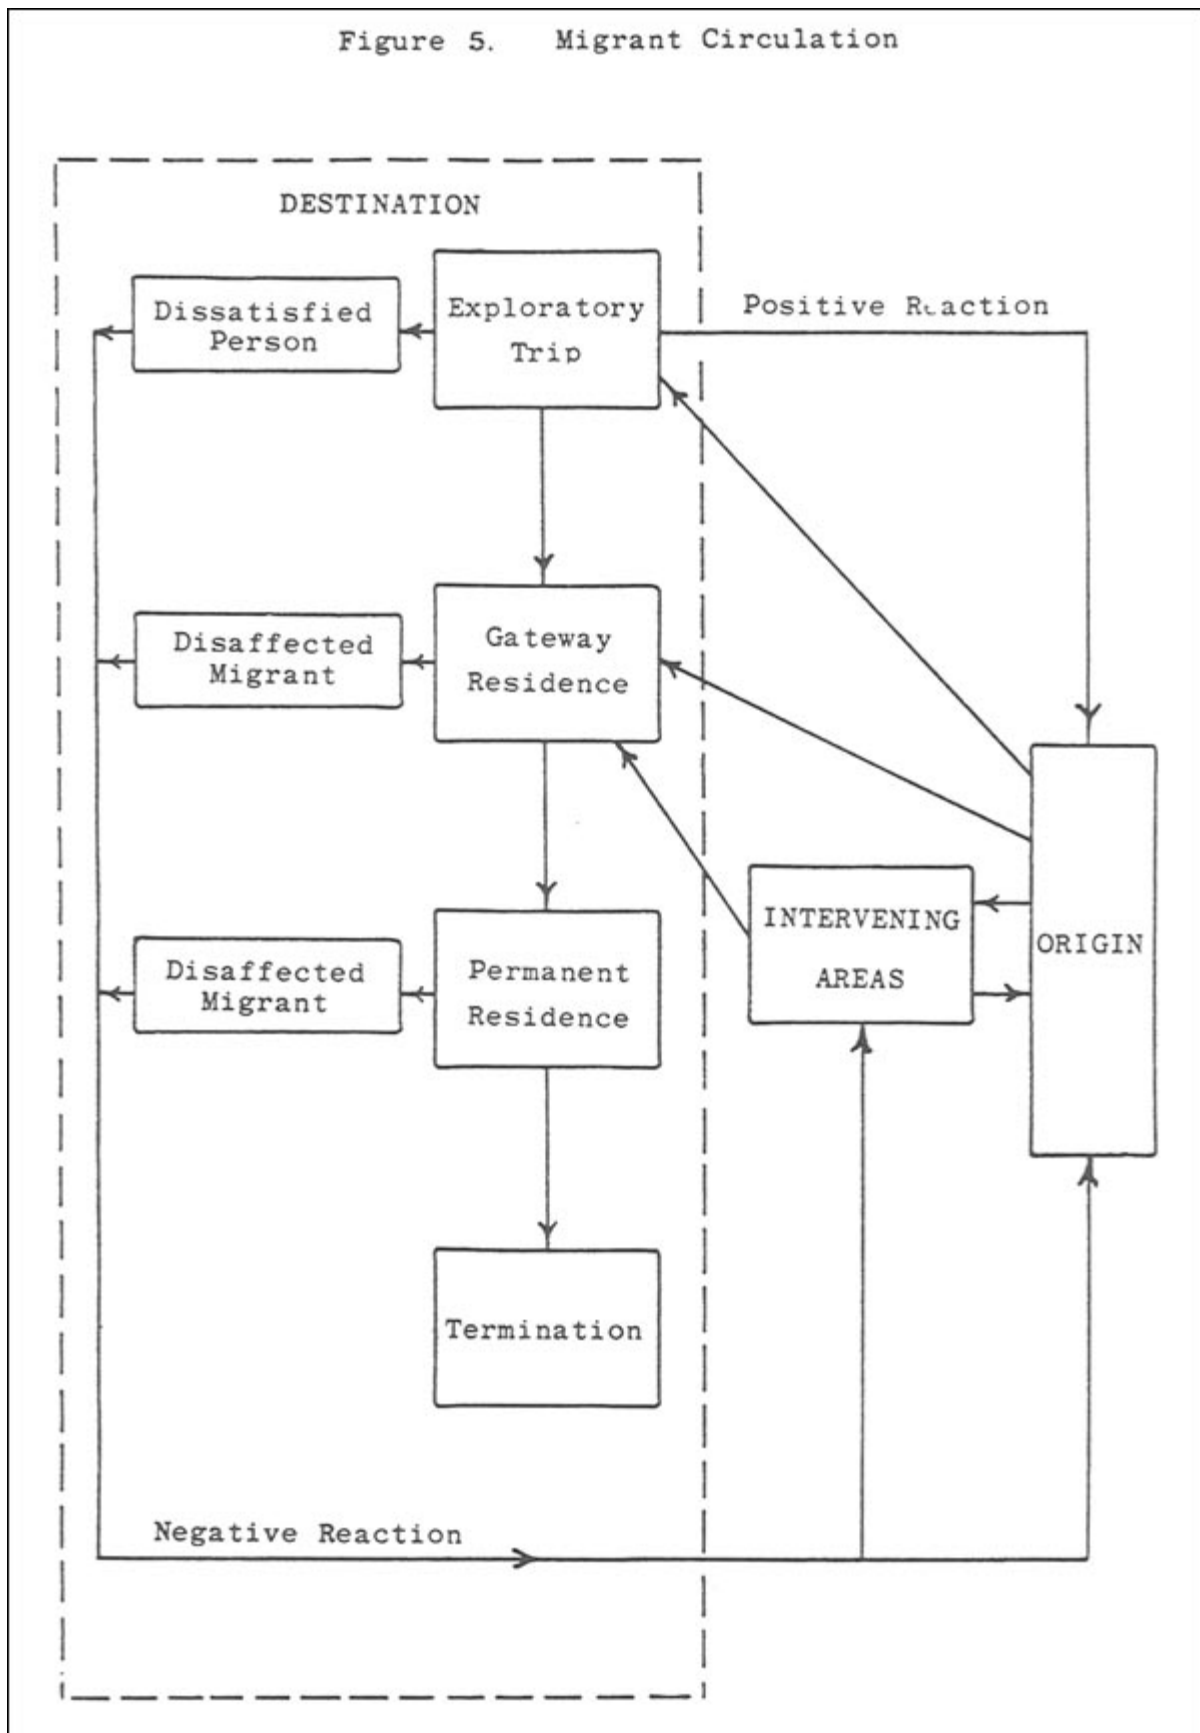 Figure 5. Migrant Circulation
DESTINATION
Dissatisfied
Person
Exploratory
Trip
Positive Reaction
Disaffected
Migrant
Gateway
Residence
INTERVENING
AREAS
ORIGIN
Disaffected
Migrant
Permanent
Residence
Termination
Negative Reaction